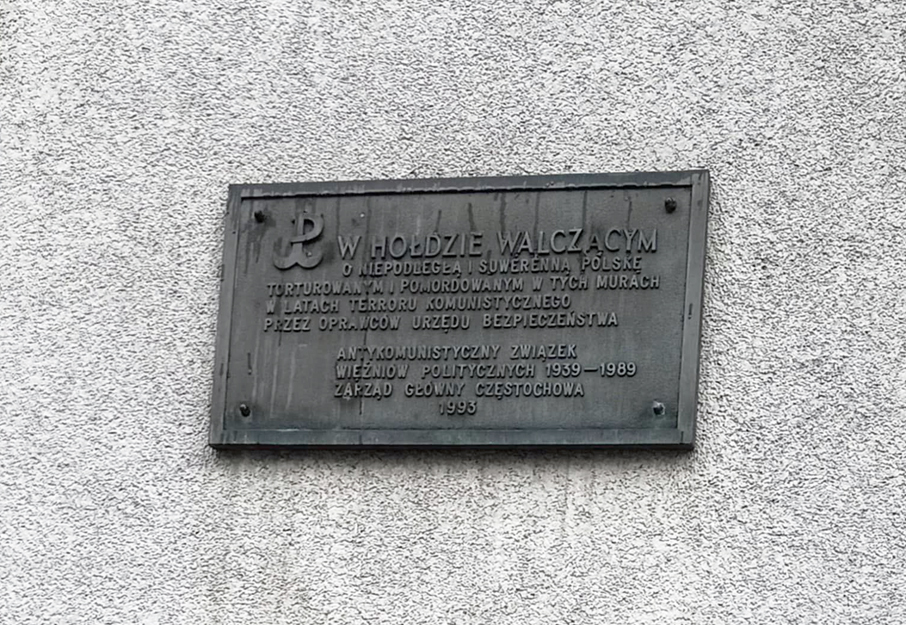 W HOŁDZIE WALCZĄCYM
O NIEPODLEGŁĄ I SUWERENNĄ POLSKĘ
TORTUROWANYM I POMORDOWANYM W TYCH MURACH
W LATACH TERRORU KOMUNISTYCZNEGO
PRZEZ OPRAWCÓW URZĘDU BEZPIECZEŃSTWA
ANTYKOMUNISTYCZNY ZWIĄZEK
WIĘŹNIÓW POLITYCZNYCH 1939—1989
ZARZĄD GŁÓWNY CZĘSTOCHOWA
1993